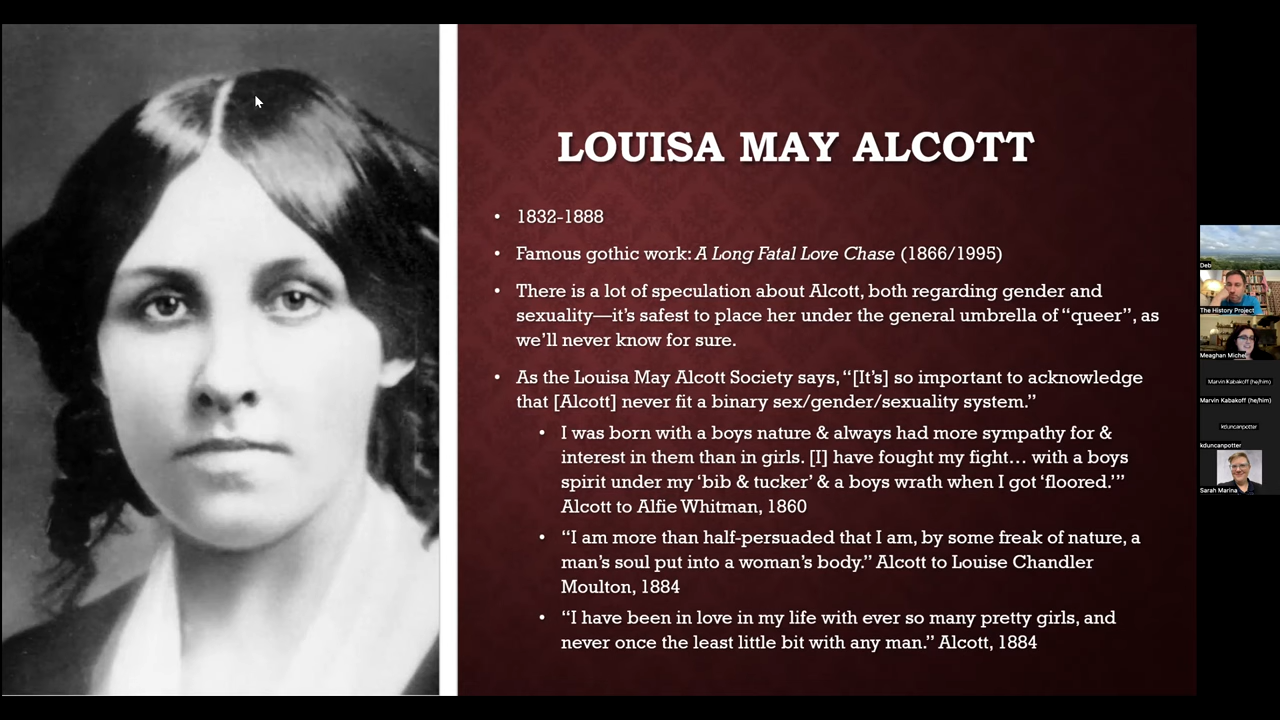 LOUISA MAY ALCOTT
• 1832-1888
• Famous gothic work: A Long Fatal Love Chase (1866/1995)
• There is a lot of speculation about Alcott, both regarding gender and
sexuality—it’s safest to place her under the general umbrella of “queer”, as
we’ll never know for sure.
• As the Louisa May Alcott Society says, “[It’s] so important to acknowledge
that [Alcott] never fit a binary sex/gender/sexuality system.”
• I was born with a boys nature & always had more sympathy for &
interest in them than in girls. [I] have fought my fight… with a boys
spirit under my ‘bib & tucker’ & a boys wrath when I got ‘floored.’”
Alcott to Alfie Whitman, 1860
• “I am more than half-persuaded that I am, by some freak of nature, a
man’s soul put into a woman’s body.” Alcott to Louise Chandler
Moulton, 1884
• “I have been in love in my life with ever so many pretty girls, and
never once the least little bit with any man.” Alcott, 1884
Deb
The History Project
Meaghan Michel
Marvin Kabakoff (he/him)
Marvin Kabakoff (he/him)
kduncanpotter
kduncanpotter
Sarah Marina